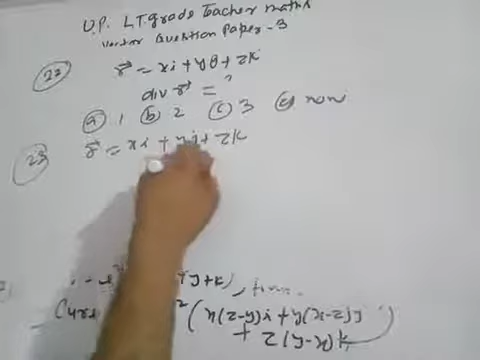 U.P. LT.grade Teacher maths
Vector Question Paper - 3
(23) r⃗ = xi + yj + zk
div r⃗ = ?
(a) 1 (b) 2 (c) 3 (d) non
(23) r⃗ = xi + yj + zk
y+k)
(x(z-y)i + y(x-z)j
+ z(y-x)k)